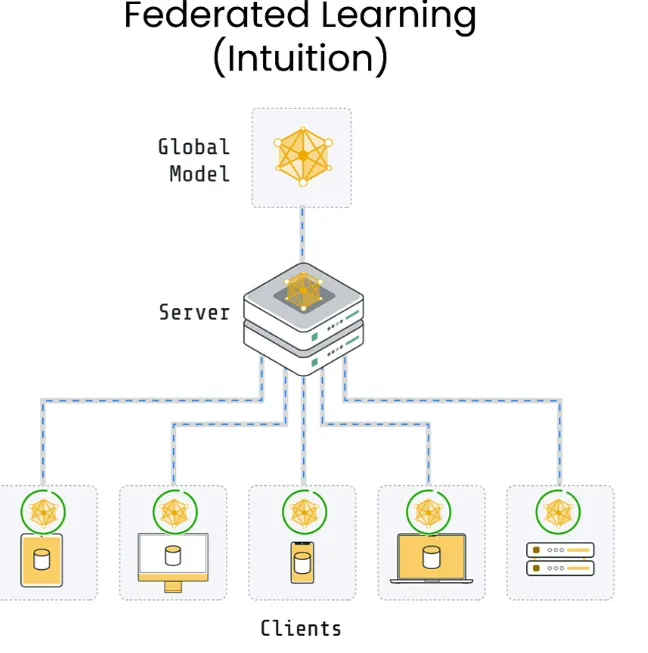 Federated Learning
(Intuition)
Global
Model
Server
Clients